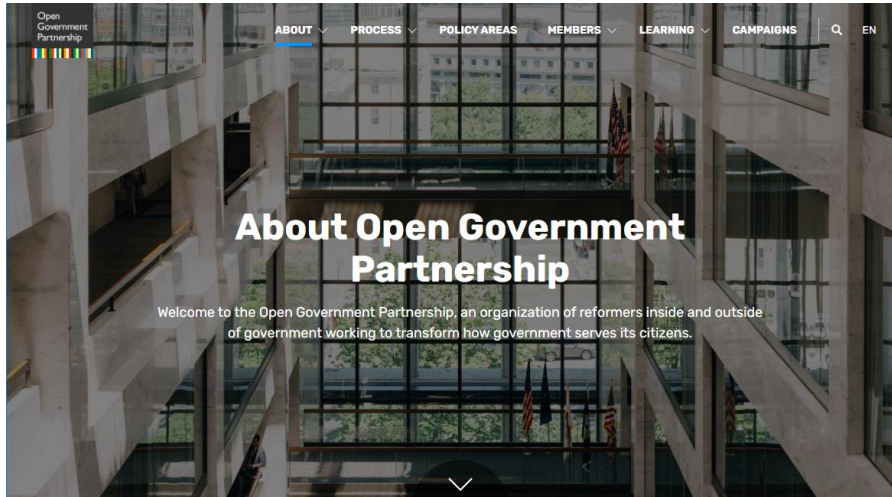 Open
Government
Partnership
ABOUT PROCESS POLICY AREAS MEMBERS LEARNING CAMPAIGNS EN
About Open Government
Partnership
Welcome to the Open Government Partnership, an organization of reformers inside and outside
of government working to transform how government serves its citizens.